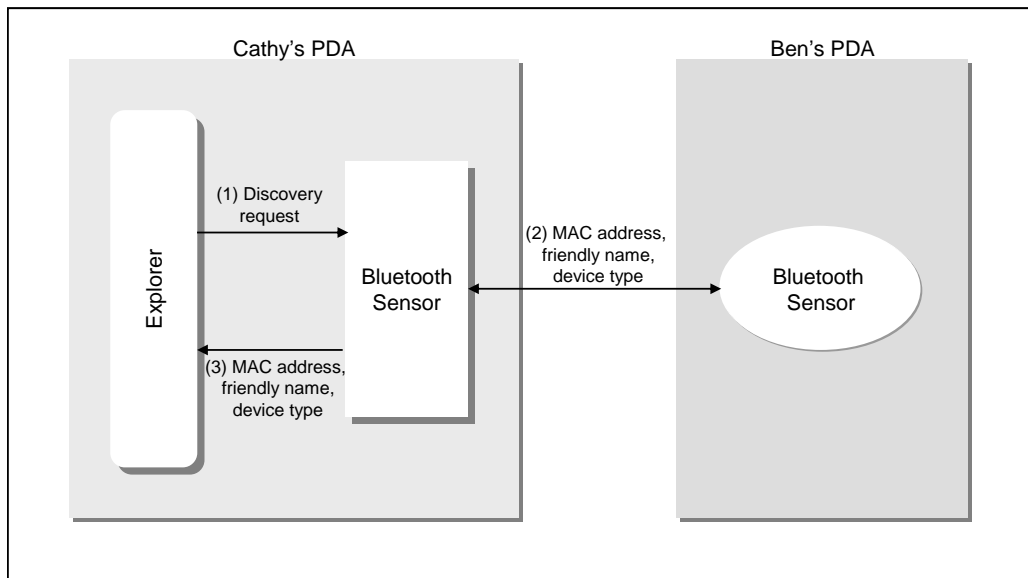 Cathy's PDA
Ben's PDA
Explorer
(1) Discovery
request
Bluetooth
Sensor
(2) MAC address,
friendly name,
device type
Bluetooth
Sensor
(3) MAC address,
friendly name,
device type